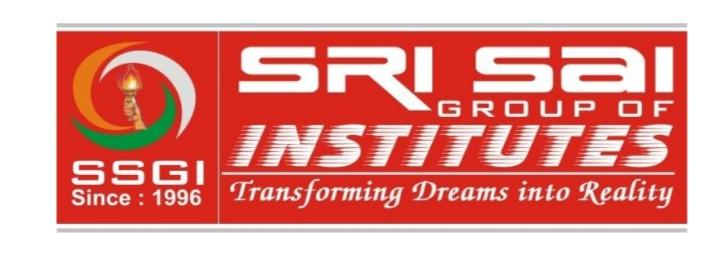 SSGI
Since : 1996
SRI SAI
GROUP OF
INSTITUTES
Transforming Dreams into Reality